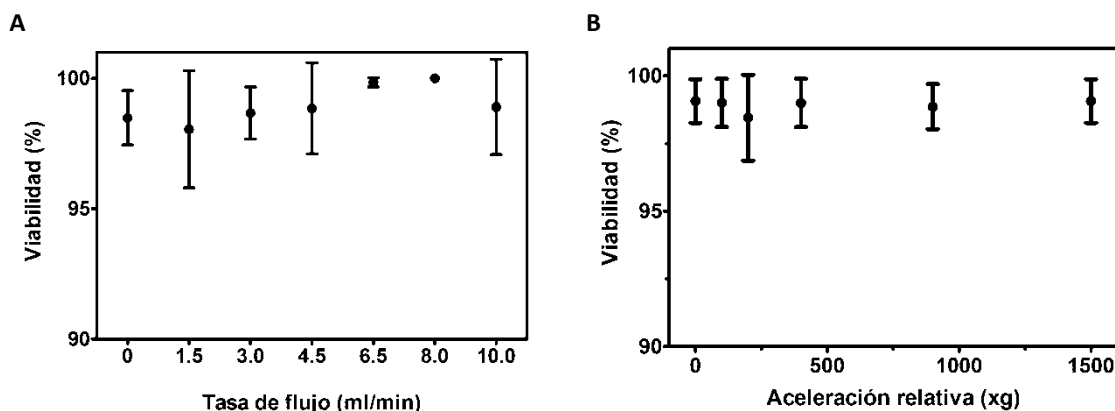 A
Viabilidad (%)
100
95
90
0 1.5 3.0 4.5 6.5 8.0 10.0
Tasa de flujo (ml/min)
B
Viabilidad (%)
100
95
90
0 500 1000 1500
Aceleración relativa (xg)